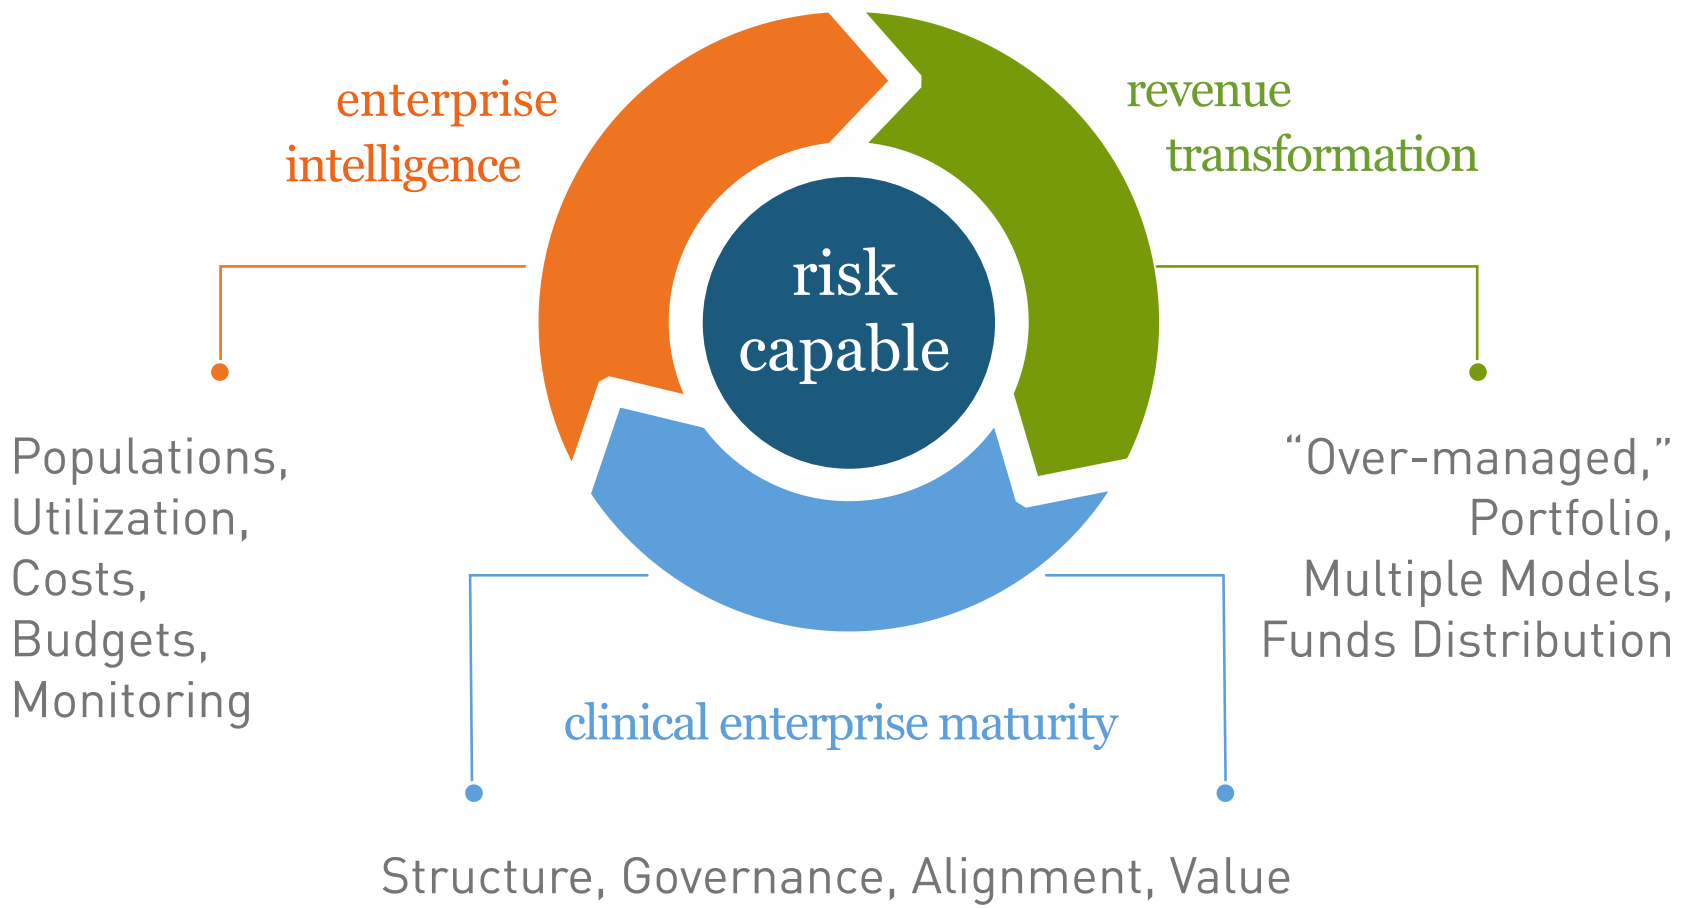 enterprise
intelligence
revenue
transformation
risk
capable
Populations,
Utilization,
Costs,
Budgets,
Monitoring
“Over-managed,”
Portfolio,
Multiple Models,
Funds Distribution
clinical enterprise maturity
Structure, Governance, Alignment, Value